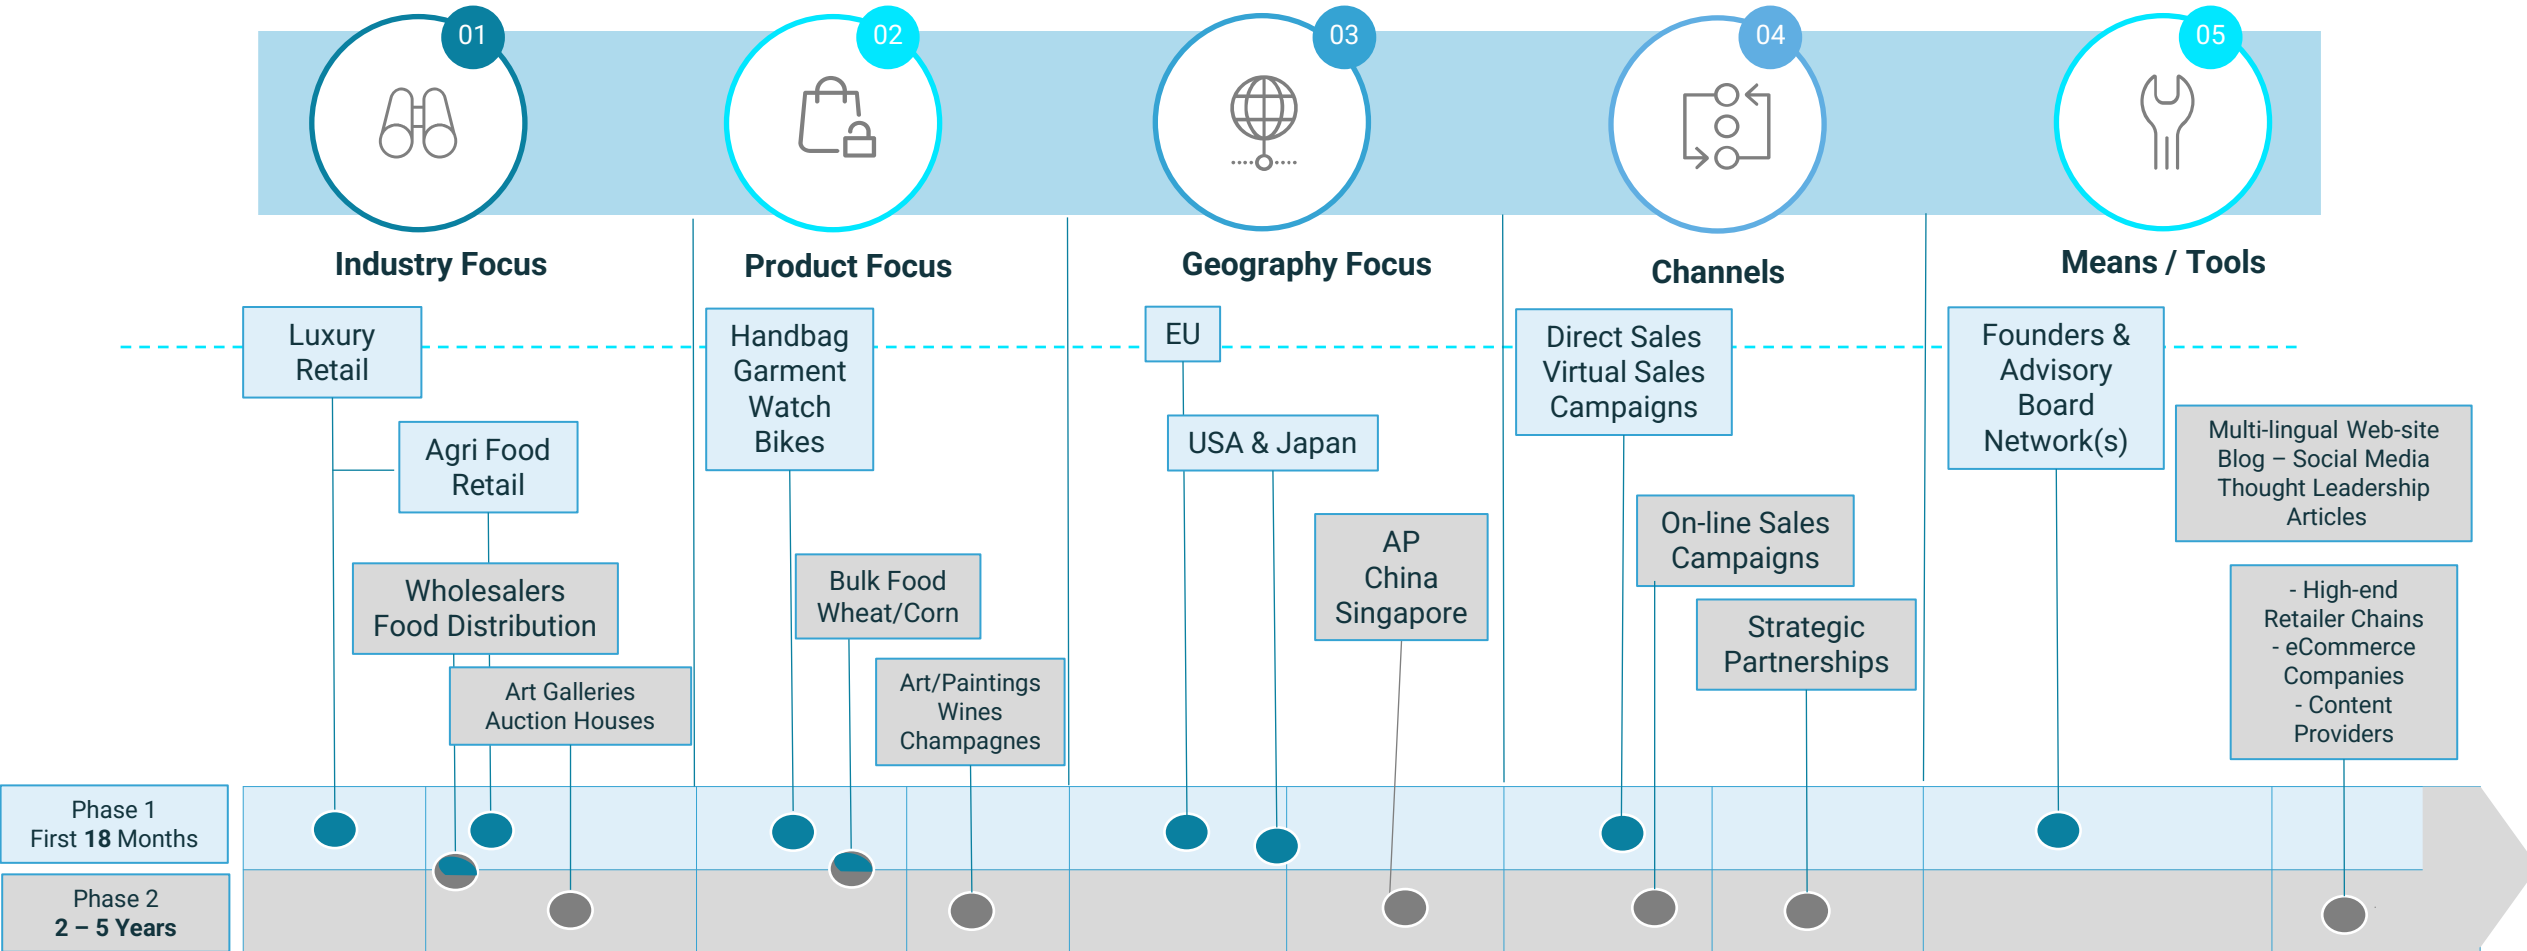 01
02
03
04
05
Industry Focus
Product Focus
Geography Focus
Channels
Means / Tools
Luxury
Retail
Agri Food
Retail
Wholesalers
Food Distribution
Art Galleries
Auction Houses
Handbag
Garment
Watch
Bikes
Bulk Food
Wheat/Corn
Art/Paintings
Wines
Champagnes
EU
USA & Japan
AP
China
Singapore
Direct Sales
Virtual Sales
Campaigns
On-line Sales
Campaigns
Strategic
Partnerships
Founders &
Advisory
Board
Network(s)
Multi-lingual Web-site
Blog – Social Media
Thought Leadership
Articles
- High-end
Retailer Chains
- eCommerce
Companies
- Content
Providers
Phase 1
First 18 Months
Phase 2
2 – 5 Years